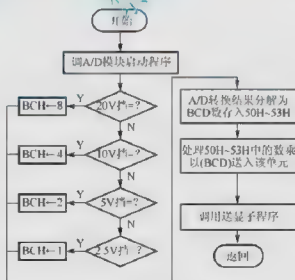 开始
调A/D模块启动程序
20V挡=?
Y
BCH←8
N
10V挡=?
Y
BCH←4
N
5V挡=?
Y
BCH←2
N
2.5V挡=?
Y
BCH←1
N
A/D转换结果分解为
BCD数存入50H~53H
处理50H~53H中的数乘
以(BCD)送入该单元
调用送显子程序
返回